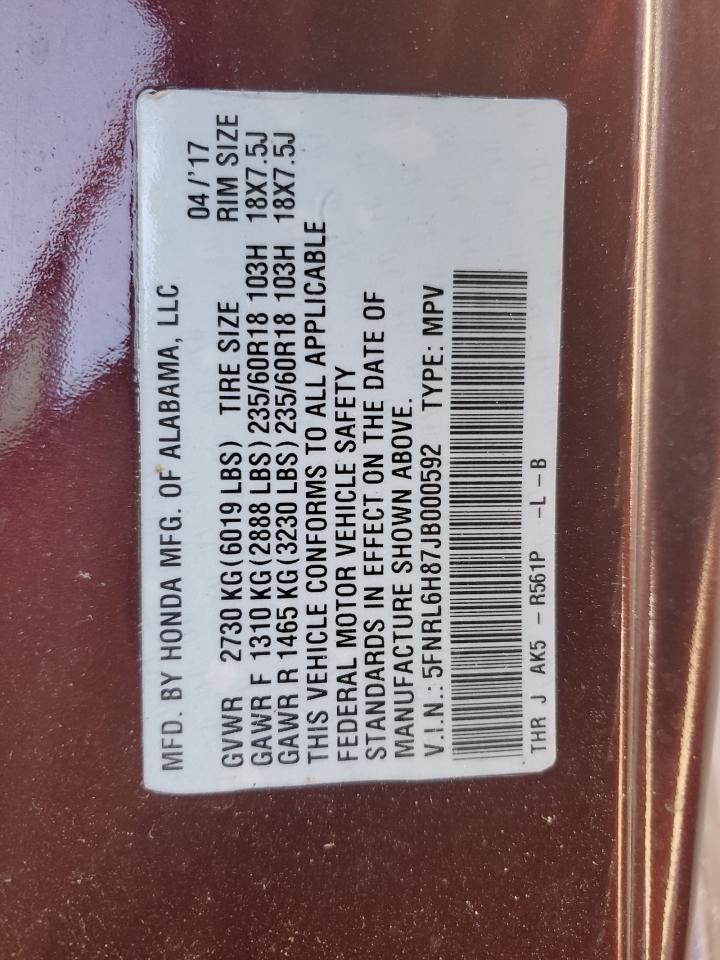 MFD. BY HONDA MFG. OF ALABAMA, LLC 04/'17
GVWR 2730 KG(6019 LBS) TIRE SIZE RIM SIZE
GAWR F 1310 KG(2888 LBS)235/60R18 103H 18X7.5J
GAWR R 1465 KG(3230 LBS)235/60R18 103H 18X7.5J
THIS VEHICLE CONFORMS TO ALL APPLICABLE
FEDERAL MOTOR VEHICLE SAFETY
STANDARDS IN EFFECT ON THE DATE OF
MANUFACTURE SHOWN ABOVE.
V.I.N.:5FNRL6H87JB000592 TYPE: MPV
THR J AK5 -R561P -L-B